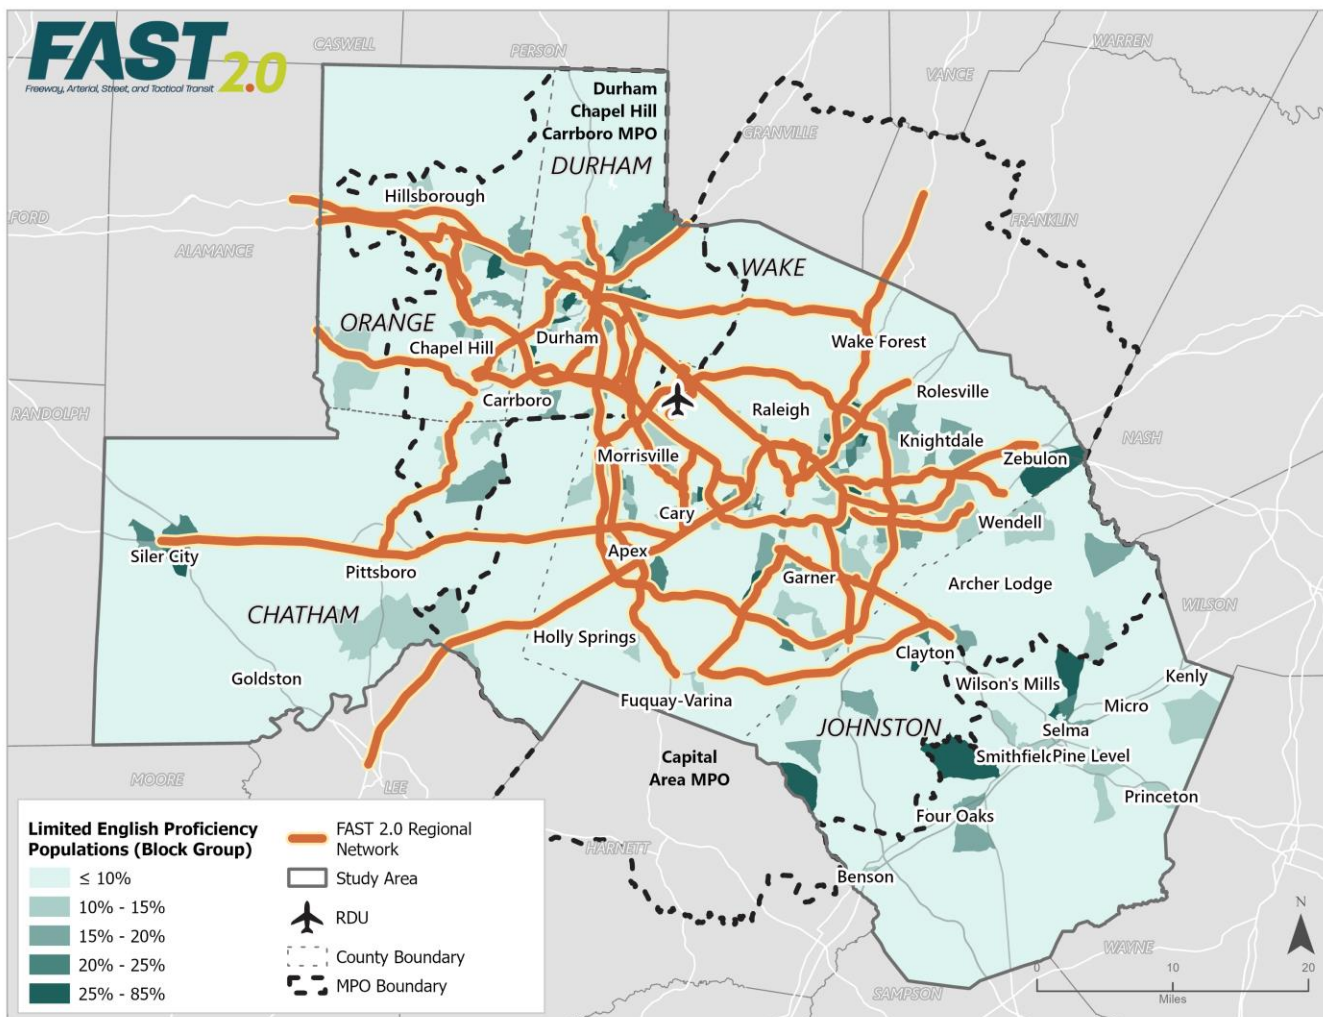 FAST 2.0
Freeway, Arterial, Street, and Tactical Transit
CASWELL
PERSON
WARREN
VANCE
GRANVILLE
FRANKLIN
FORD
ALAMANCE
RANDOLPH
NASH
WILSON
MOORE
LEE
HARNETT
WAYNE
SAMPSON
Durham
Chapel Hill
Carrboro MPO
DURHAM
Hillsborough
WAKE
ORANGE
Chapel Hill
Durham
Wake Forest
Carrboro
Rolesville
Raleigh
Knightdale
Morrisville
Zebulon
Cary
Wendell
Siler City
Pittsboro
Apex
Garner
Archer Lodge
CHATHAM
Holly Springs
Clayton
Goldston
Wilson's Mills
Kenly
Fuquay-Varina
Micro
JOHNSTON
Selma
Capital
Area MPO
Smithfield
Pine Level
Princeton
Four Oaks
Benson
Limited English Proficiency
Populations (Block Group)
≤ 10%
10% - 15%
15% - 20%
20% - 25%
25% - 85%
FAST 2.0 Regional
Network
Study Area
RDU
County Boundary
MPO Boundary
N
0 10 20
Miles